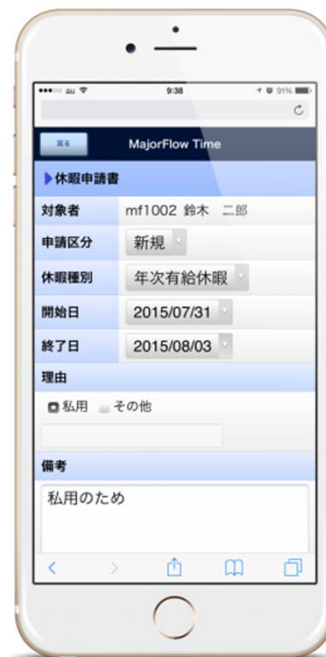 au 9:38 91%
戻る MajorFlow Time
休暇申請書
対象者 mf1002 鈴木 二郎
申請区分 新規
休暇種別 年次有給休暇
開始日 2015/07/31
終了日 2015/08/03
理由
私用 その他
備考
私用のため